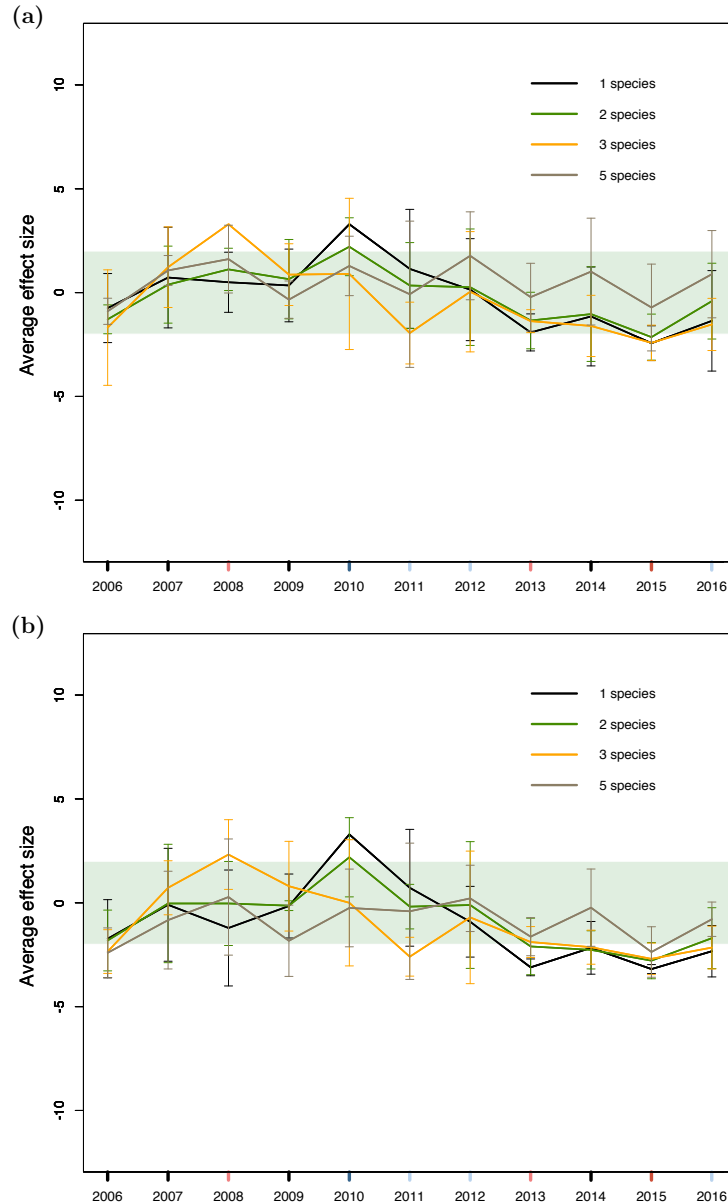 (a)
Average effect size
10
5
0
-5
-10
1 species
2 species
3 species
5 species
2006 2007 2008 2009 2010 2011 2012 2013 2014 2015 2016
(b)
Average effect size
10
5
0
-5
-10
1 species
2 species
3 species
5 species
2006 2007 2008 2009 2010 2011 2012 2013 2014 2015 2016